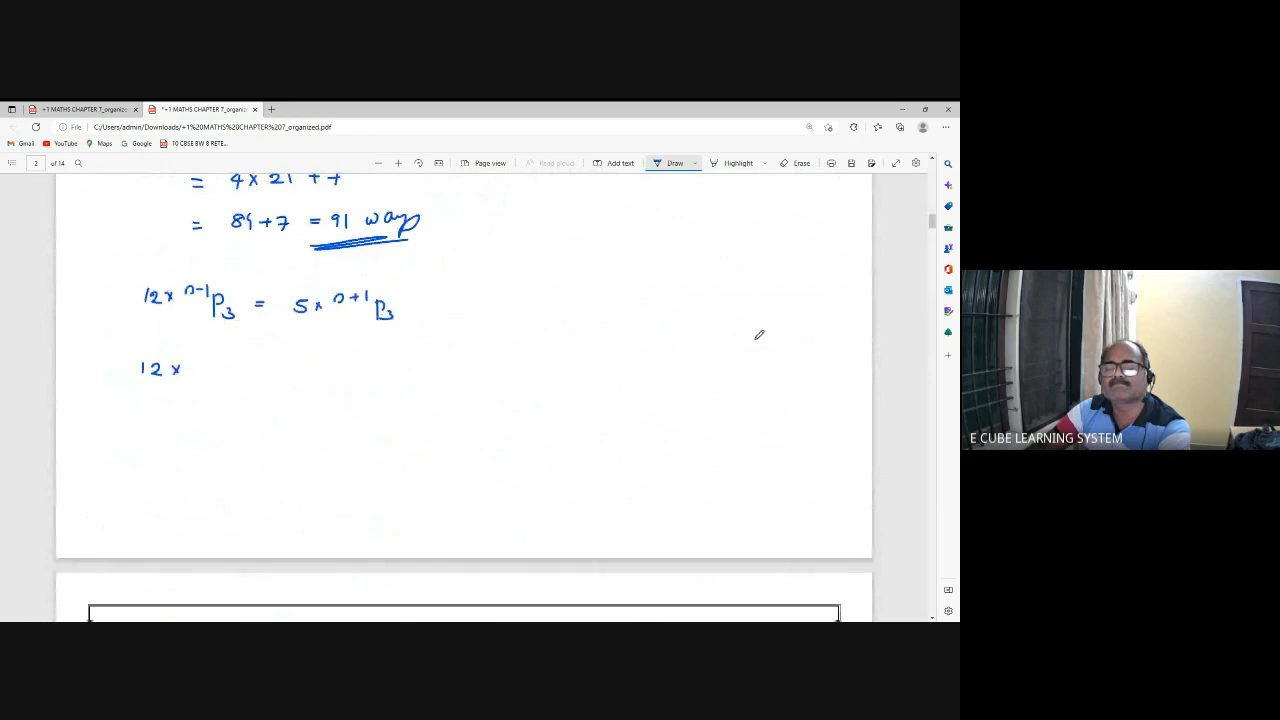 +1 MATHS CHAPTER 7_organize
*+1 MATHS CHAPTER 7_organiz
File C:/Users/admin/Downloads/+1%20MATHS%20CHAPTER%207_organized.pdf
Gmail YouTube Maps Google 10 CBSE BW 8 RETE...
2 of 14 Page view Read aloud Add text Draw Highlight Erase
= 4 × 21 + 7
= 84 + 7 = 91 ways
12 × ⁿ⁻¹P₃ = 5 × ⁿ⁺¹P₃
12 ×
E CUBE LEARNING SYSTEM